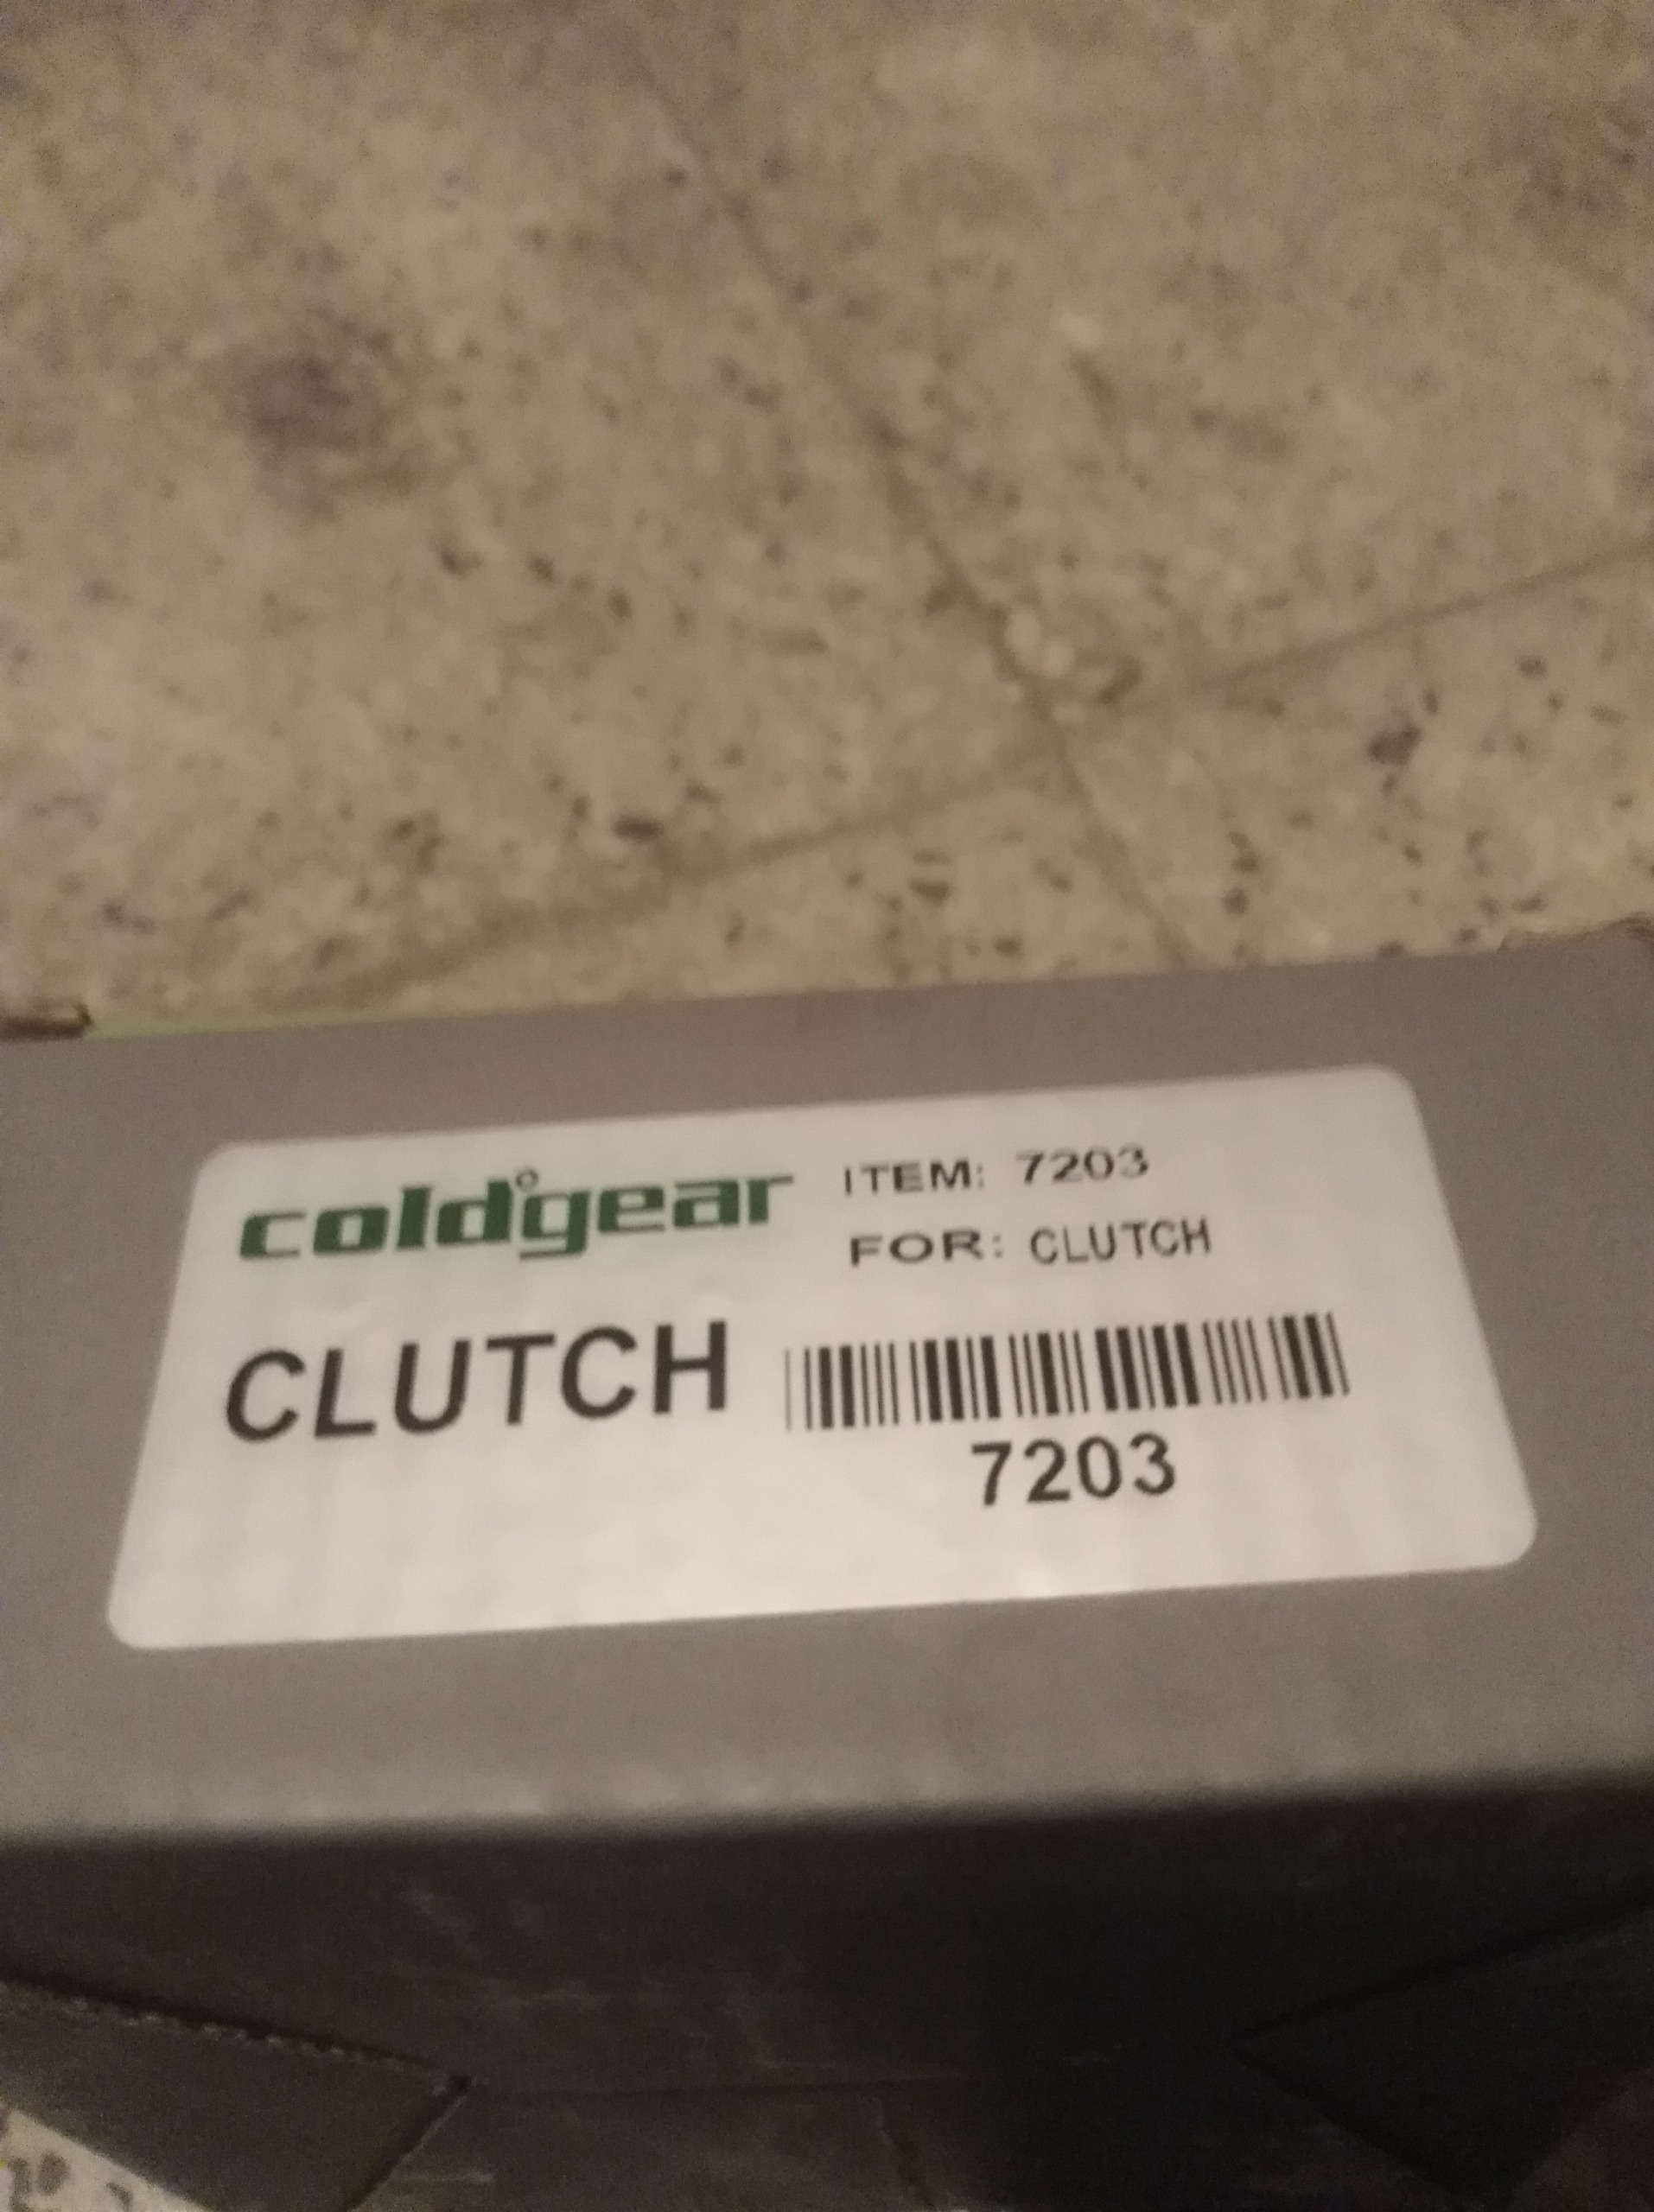 coldgear
ITEM: 7203
FOR: CLUTCH
CLUTCH
7203